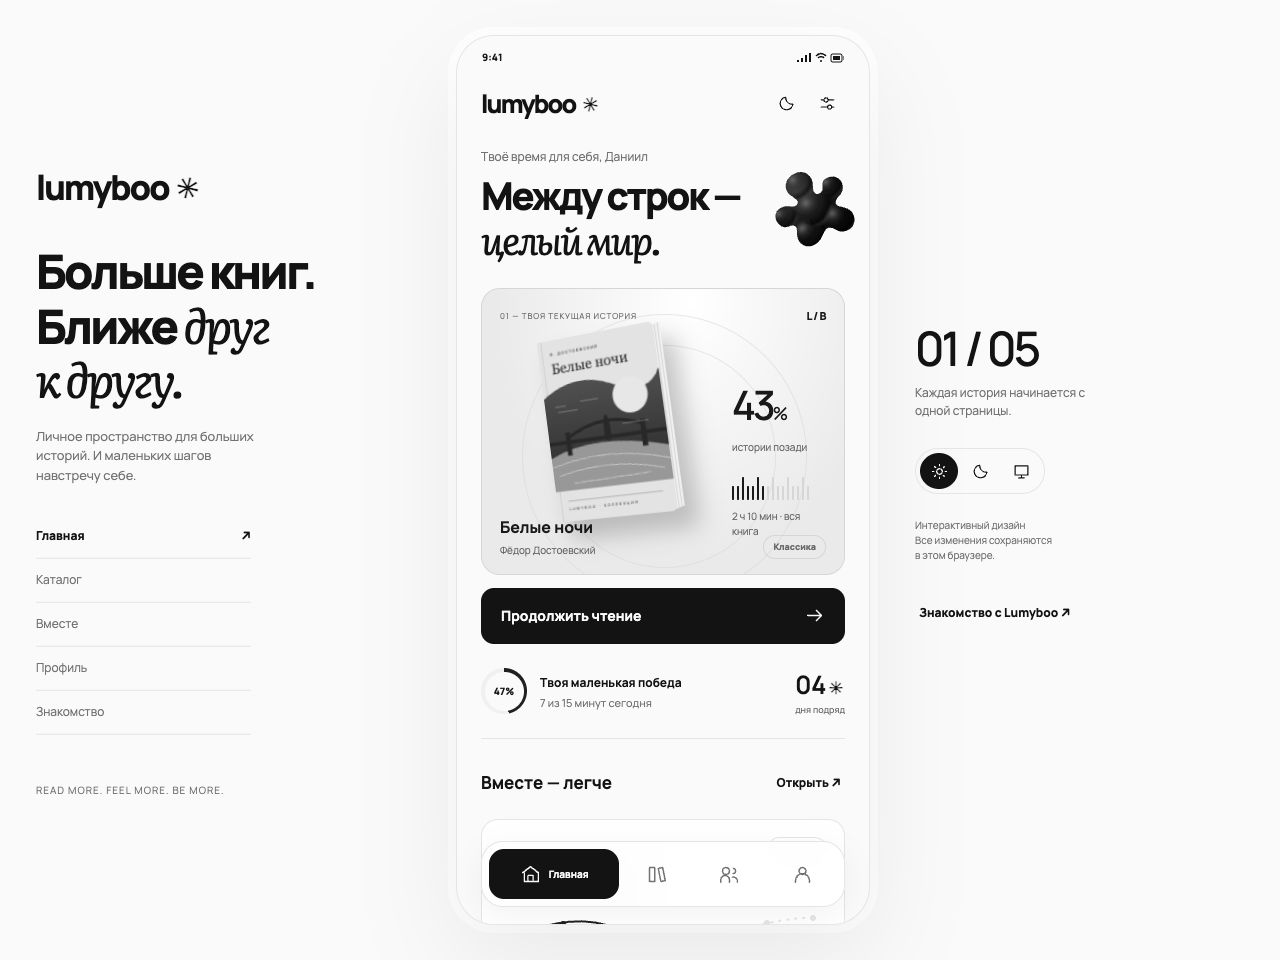 lumyboo
Больше книг.
Ближе друг
к другу.
Личное пространство для больших
историй. И маленьких шагов
навстречу себе.
Главная
Каталог
Вместе
Профиль
Знакомство
READ MORE. FEEL MORE. BE MORE.
9:41
lumyboo
Твоё время для себя, Даниил
Между строк —
целый мир.
01 — ТВОЯ ТЕКУЩАЯ ИСТОРИЯ
L/B
Ф. ДОСТОЕВСКИЙ
Белые ночи
LUMYBOO · КОЛЛЕКЦИЯ
43%
истории позади
2 ч 10 мин · вся
книга
Белые ночи
Фёдор Достоевский
Классика
Продолжить чтение
47%
Твоя маленькая победа
7 из 15 минут сегодня
04
дня подряд
Вместе — легче
Открыть
Главная
01 / 05
Каждая история начинается с
одной страницы.
Интерактивный дизайн
Все изменения сохраняются
в этом браузере.
Знакомство с Lumyboo